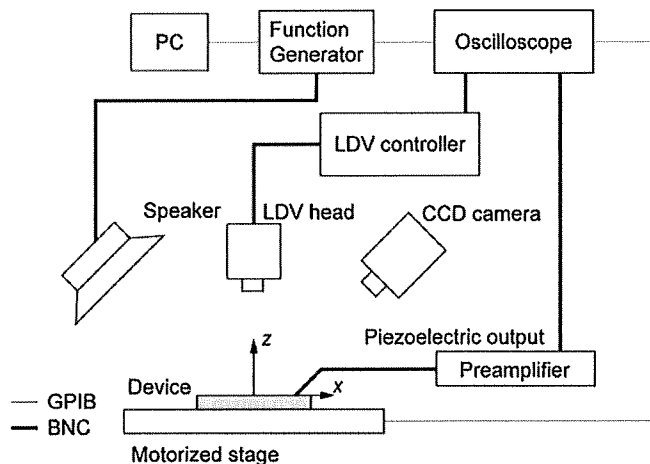 PC
Function
Generator
Oscilloscope
LDV controller
Speaker
LDV head
CCD camera
z
Piezoelectric output
Preamplifier
Device
x
GPIB
BNC
Motorized stage